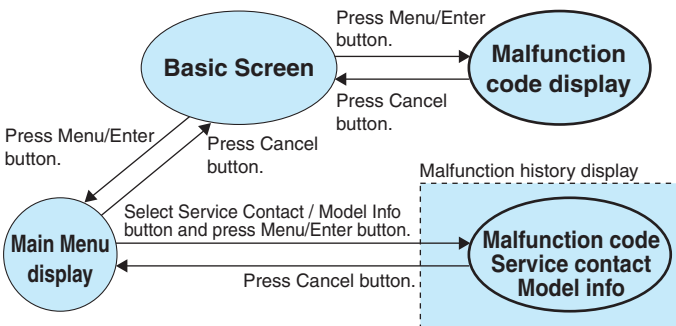 Press Menu/Enter
button.
Basic Screen
Malfunction
code display
Press Cancel
button.
Press Menu/Enter
button.
Press Cancel
button.
Malfunction history display
Select Service Contact / Model Info
button and press Menu/Enter button.
Main Menu
display
Malfunction code
Service contact
Model info
Press Cancel button.